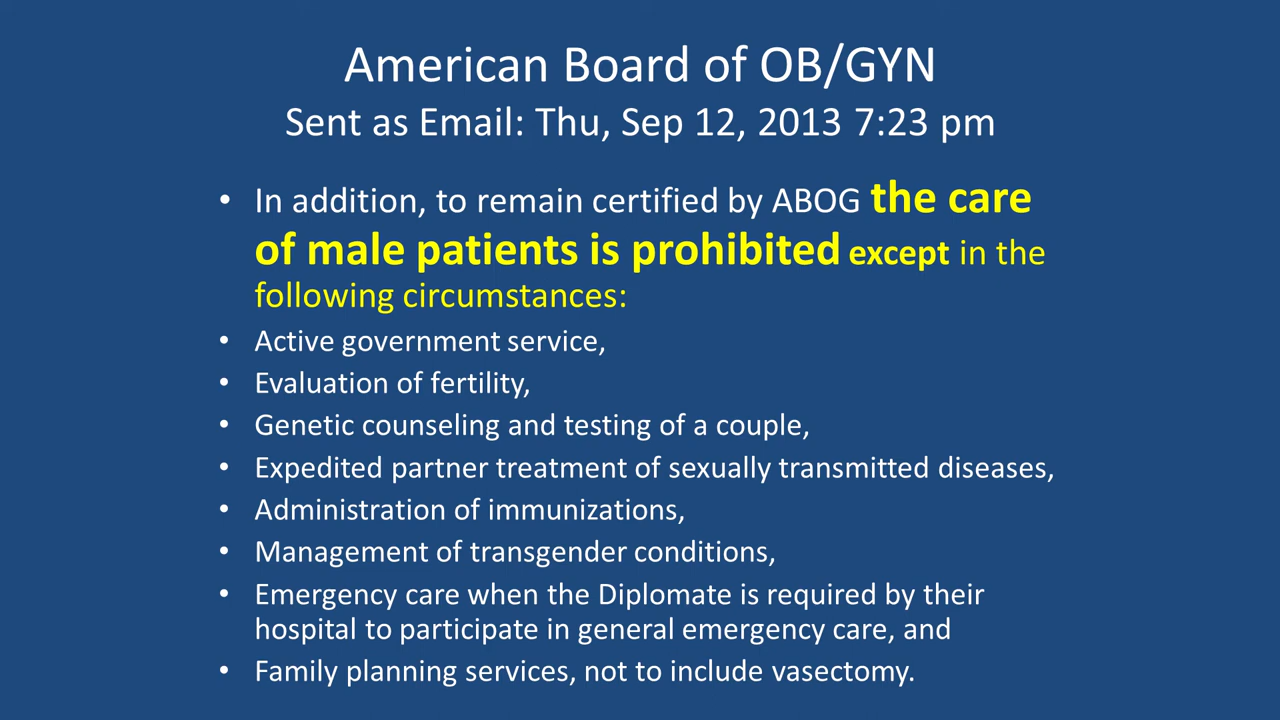 American Board of OB/GYN
Sent as Email: Thu, Sep 12, 2013 7:23 pm
• In addition, to remain certified by ABOG the care
of male patients is prohibited except in the
following circumstances:
• Active government service,
• Evaluation of fertility,
• Genetic counseling and testing of a couple,
• Expedited partner treatment of sexually transmitted diseases,
• Administration of immunizations,
• Management of transgender conditions,
• Emergency care when the Diplomate is required by their
hospital to participate in general emergency care, and
• Family planning services, not to include vasectomy.